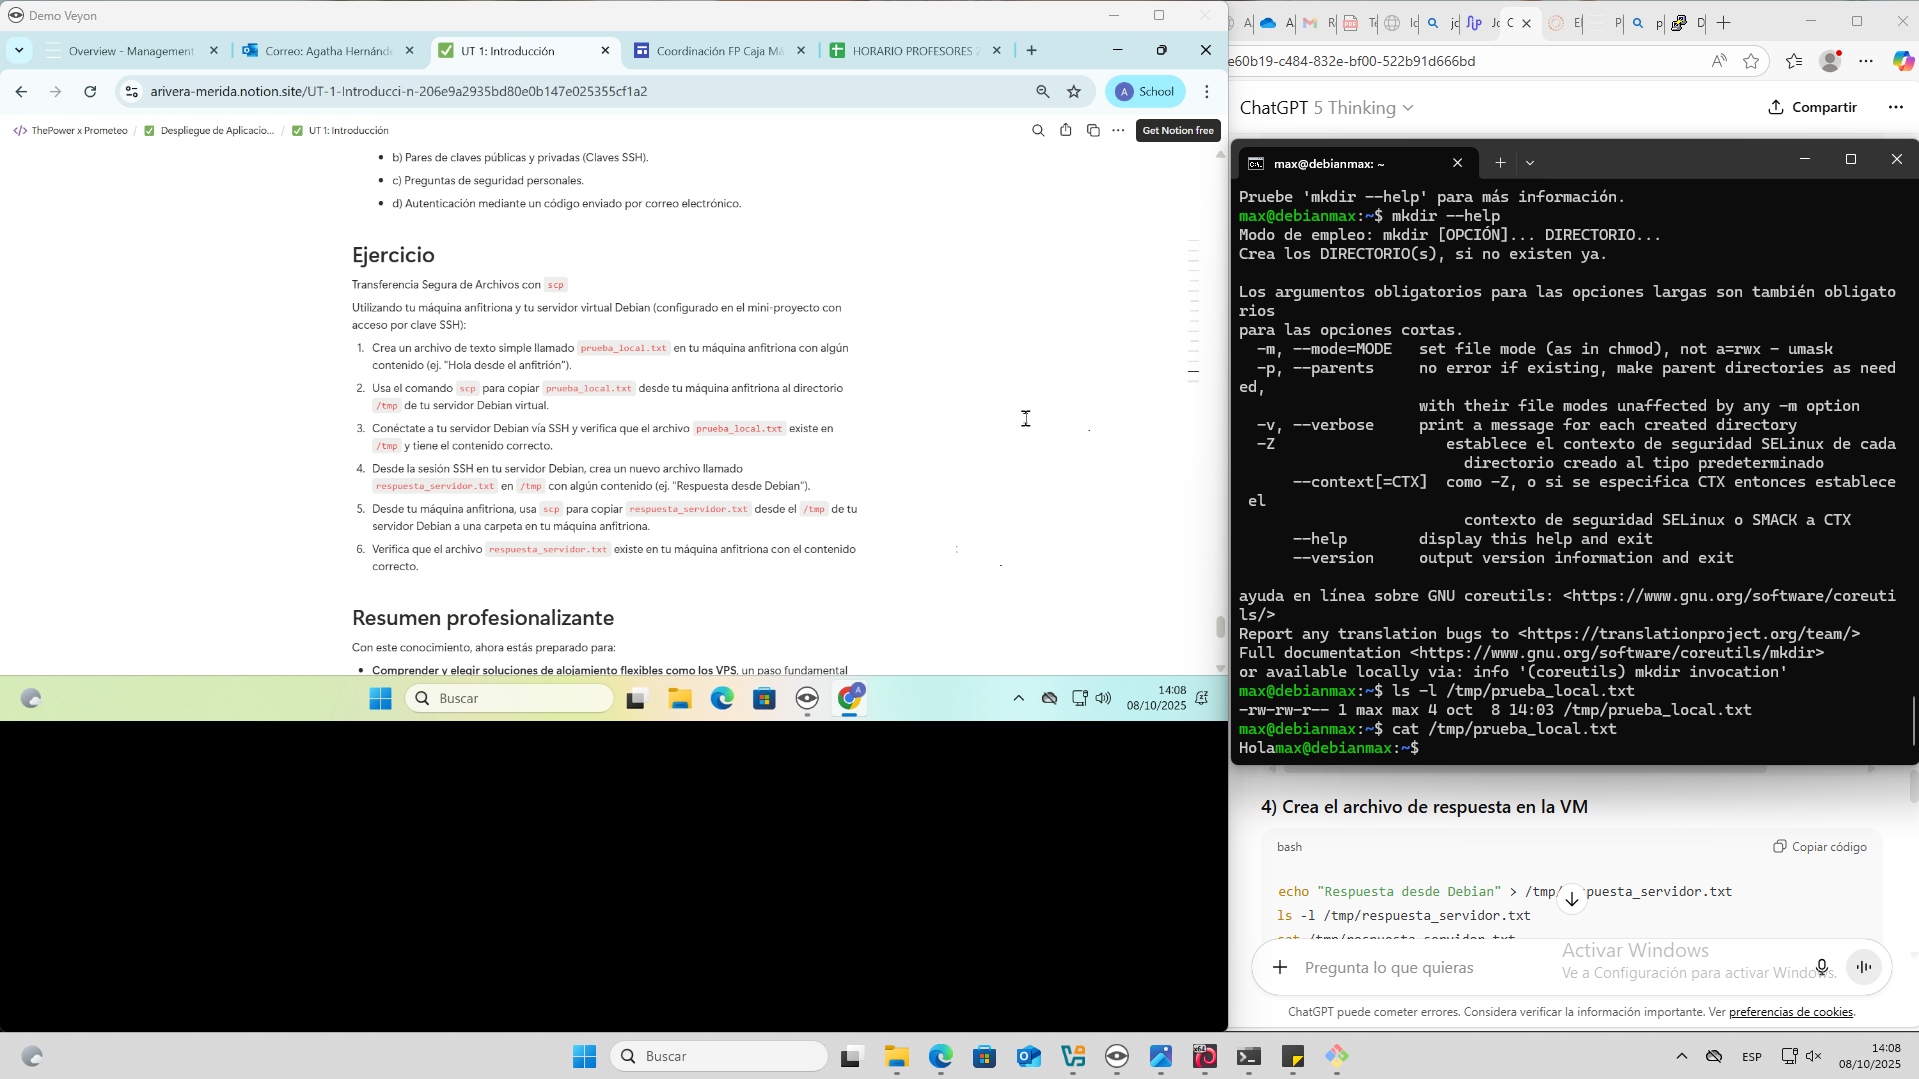 Demo Veyon
Overview - Management
Correo: Agatha Hernánde
UT 1: Introducción
Coordinación FP Caja Má
HORARIO PROFESORES 2
arivera-merida.notion.site/UT-1-Introducci-n-206e9a2935bd80e0b147e025355cf1a2
A School
ThePower x Prometeo / Despliegue de Aplicacio... / UT 1: Introducción
Get Notion free
• b) Pares de claves públicas y privadas (Claves SSH).
• c) Preguntas de seguridad personales.
• d) Autenticación mediante un código enviado por correo electrónico.
Ejercicio
Transferencia Segura de Archivos con scp
Utilizando tu máquina anfitriona y tu servidor virtual Debian (configurado en el mini-proyecto con
acceso por clave SSH):
1. Crea un archivo de texto simple llamado prueba_local.txt en tu máquina anfitriona con algún
contenido (ej. "Hola desde el anfitrión").
2. Usa el comando scp para copiar prueba_local.txt desde tu máquina anfitriona al directorio
/tmp de tu servidor Debian virtual.
3. Conéctate a tu servidor Debian vía SSH y verifica que el archivo prueba_local.txt existe en
/tmp y tiene el contenido correcto.
4. Desde la sesión SSH en tu servidor Debian, crea un nuevo archivo llamado
respuesta_servidor.txt en /tmp con algún contenido (ej. "Respuesta desde Debian").
5. Desde tu máquina anfitriona, usa scp para copiar respuesta_servidor.txt desde el /tmp de tu
servidor Debian a una carpeta en tu máquina anfitriona.
6. Verifica que el archivo respuesta_servidor.txt existe en tu máquina anfitriona con el contenido
correcto.
Resumen profesionalizante
Con este conocimiento, ahora estás preparado para:
• Comprender y elegir soluciones de alojamiento flexibles como los VPS, un paso fundamental
Buscar
14:08
08/10/2025
e60b19-c484-832e-bf00-522b91d666bd
ChatGPT 5 Thinking
Compartir
max@debianmax: ~
Pruebe 'mkdir --help' para más información.
max@debianmax:~$ mkdir --help
Modo de empleo: mkdir [OPCIÓN]... DIRECTORIO...
Crea los DIRECTORIO(s), si no existen ya.
Los argumentos obligatorios para las opciones largas son también obligato
rios
para las opciones cortas.
-m, --mode=MODE set file mode (as in chmod), not a=rwx - umask
-p, --parents no error if existing, make parent directories as need
ed,
with their file modes unaffected by any -m option
-v, --verbose print a message for each created directory
-Z establece el contexto de seguridad SELinux de cada
directorio creado al tipo predeterminado
--context[=CTX] como -Z, o si se especifica CTX entonces establece
el
contexto de seguridad SELinux o SMACK a CTX
--help display this help and exit
--version output version information and exit
ayuda en línea sobre GNU coreutils: <https://www.gnu.org/software/coreuti
ls/>
Report any translation bugs to <https://translationproject.org/team/>
Full documentation <https://www.gnu.org/software/coreutils/mkdir>
or available locally via: info '(coreutils) mkdir invocation'
max@debianmax:~$ ls -l /tmp/prueba_local.txt
-rw-rw-r-- 1 max max 4 oct  8 14:03 /tmp/prueba_local.txt
max@debianmax:~$ cat /tmp/prueba_local.txt
Holamax@debianmax:~$
4) Crea el archivo de respuesta en la VM
bash
Copiar código
echo "Respuesta desde Debian" > /tmp/ spuesta_servidor.txt
ls -l /tmp/respuesta_servidor.txt
Activar Windows
Pregunta lo que quieras
Ve a Configuración para activar Windows.
ChatGPT puede cometer errores. Considera verificar la información importante. Ver preferencias de cookies.
Buscar
ESP
14:08
08/10/2025